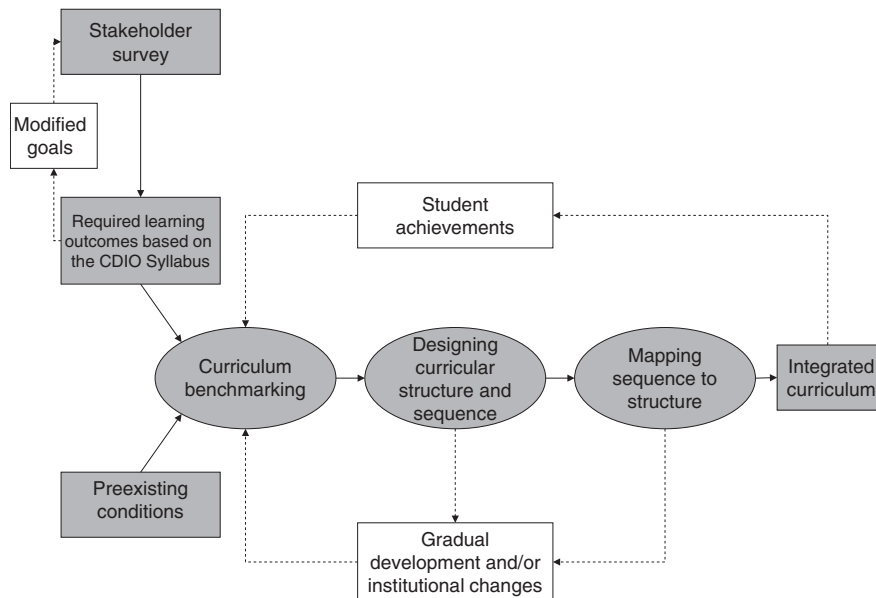 Stakeholder
survey
Modified
goals
Required learning
outcomes based on
the CDIO Syllabus
Student
achievements
Curriculum
benchmarking
Designing
curricular
structure and
sequence
Mapping
sequence to
structure
Integrated
curriculum
Preexisting
conditions
Gradual
development and/or
institutional changes